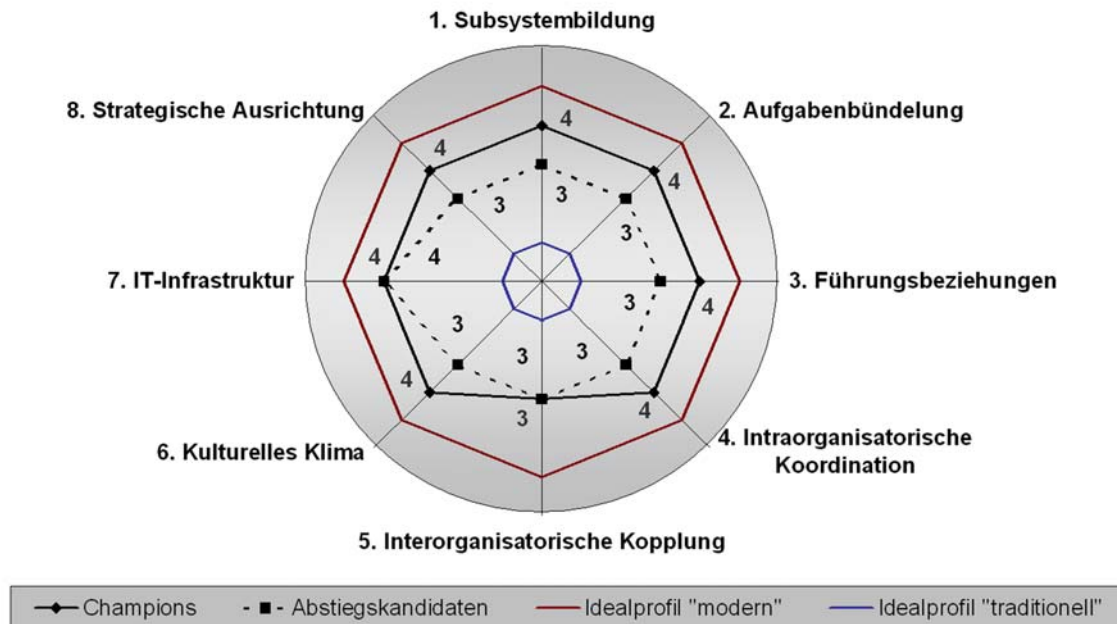 1. Subsystembildung
8. Strategische Ausrichtung
2. Aufgabenbündelung
4
4
4
3
3
3
7. IT-Infrastruktur
4
4
3
4
3. Führungsbeziehungen
3
3
3
4
3
4
6. Kulturelles Klima
4. Intraorganisatorische
Koordination
5. Interorganisatorische Kopplung
Champions
Abstiegskandidaten
Idealprofil "modern"
Idealprofil "traditionell"